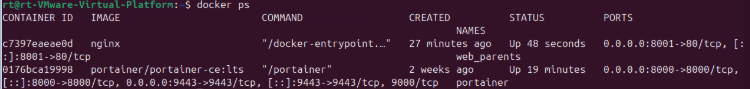 rt@rt-VMware-Virtual-Platform:~$ docker ps
CONTAINER ID   IMAGE                        COMMAND                  CREATED          STATUS          PORTS
                                            NAMES
c7397eaeae0d   nginx                        "/docker-entrypoint.…"   27 minutes ago   Up 48 seconds   0.0.0.0:8001->80/tcp, [:
:]:8001->80/tcp                             web_parents
0176bca19998   portainer/portainer-ce:lts   "/portainer"             2 weeks ago      Up 19 minutes   0.0.0.0:8000->8000/tcp,
[::]:8000->8000/tcp, 0.0.0.0:9443->9443/tcp, [::]:9443->9443/tcp, 9000/tcp   portainer